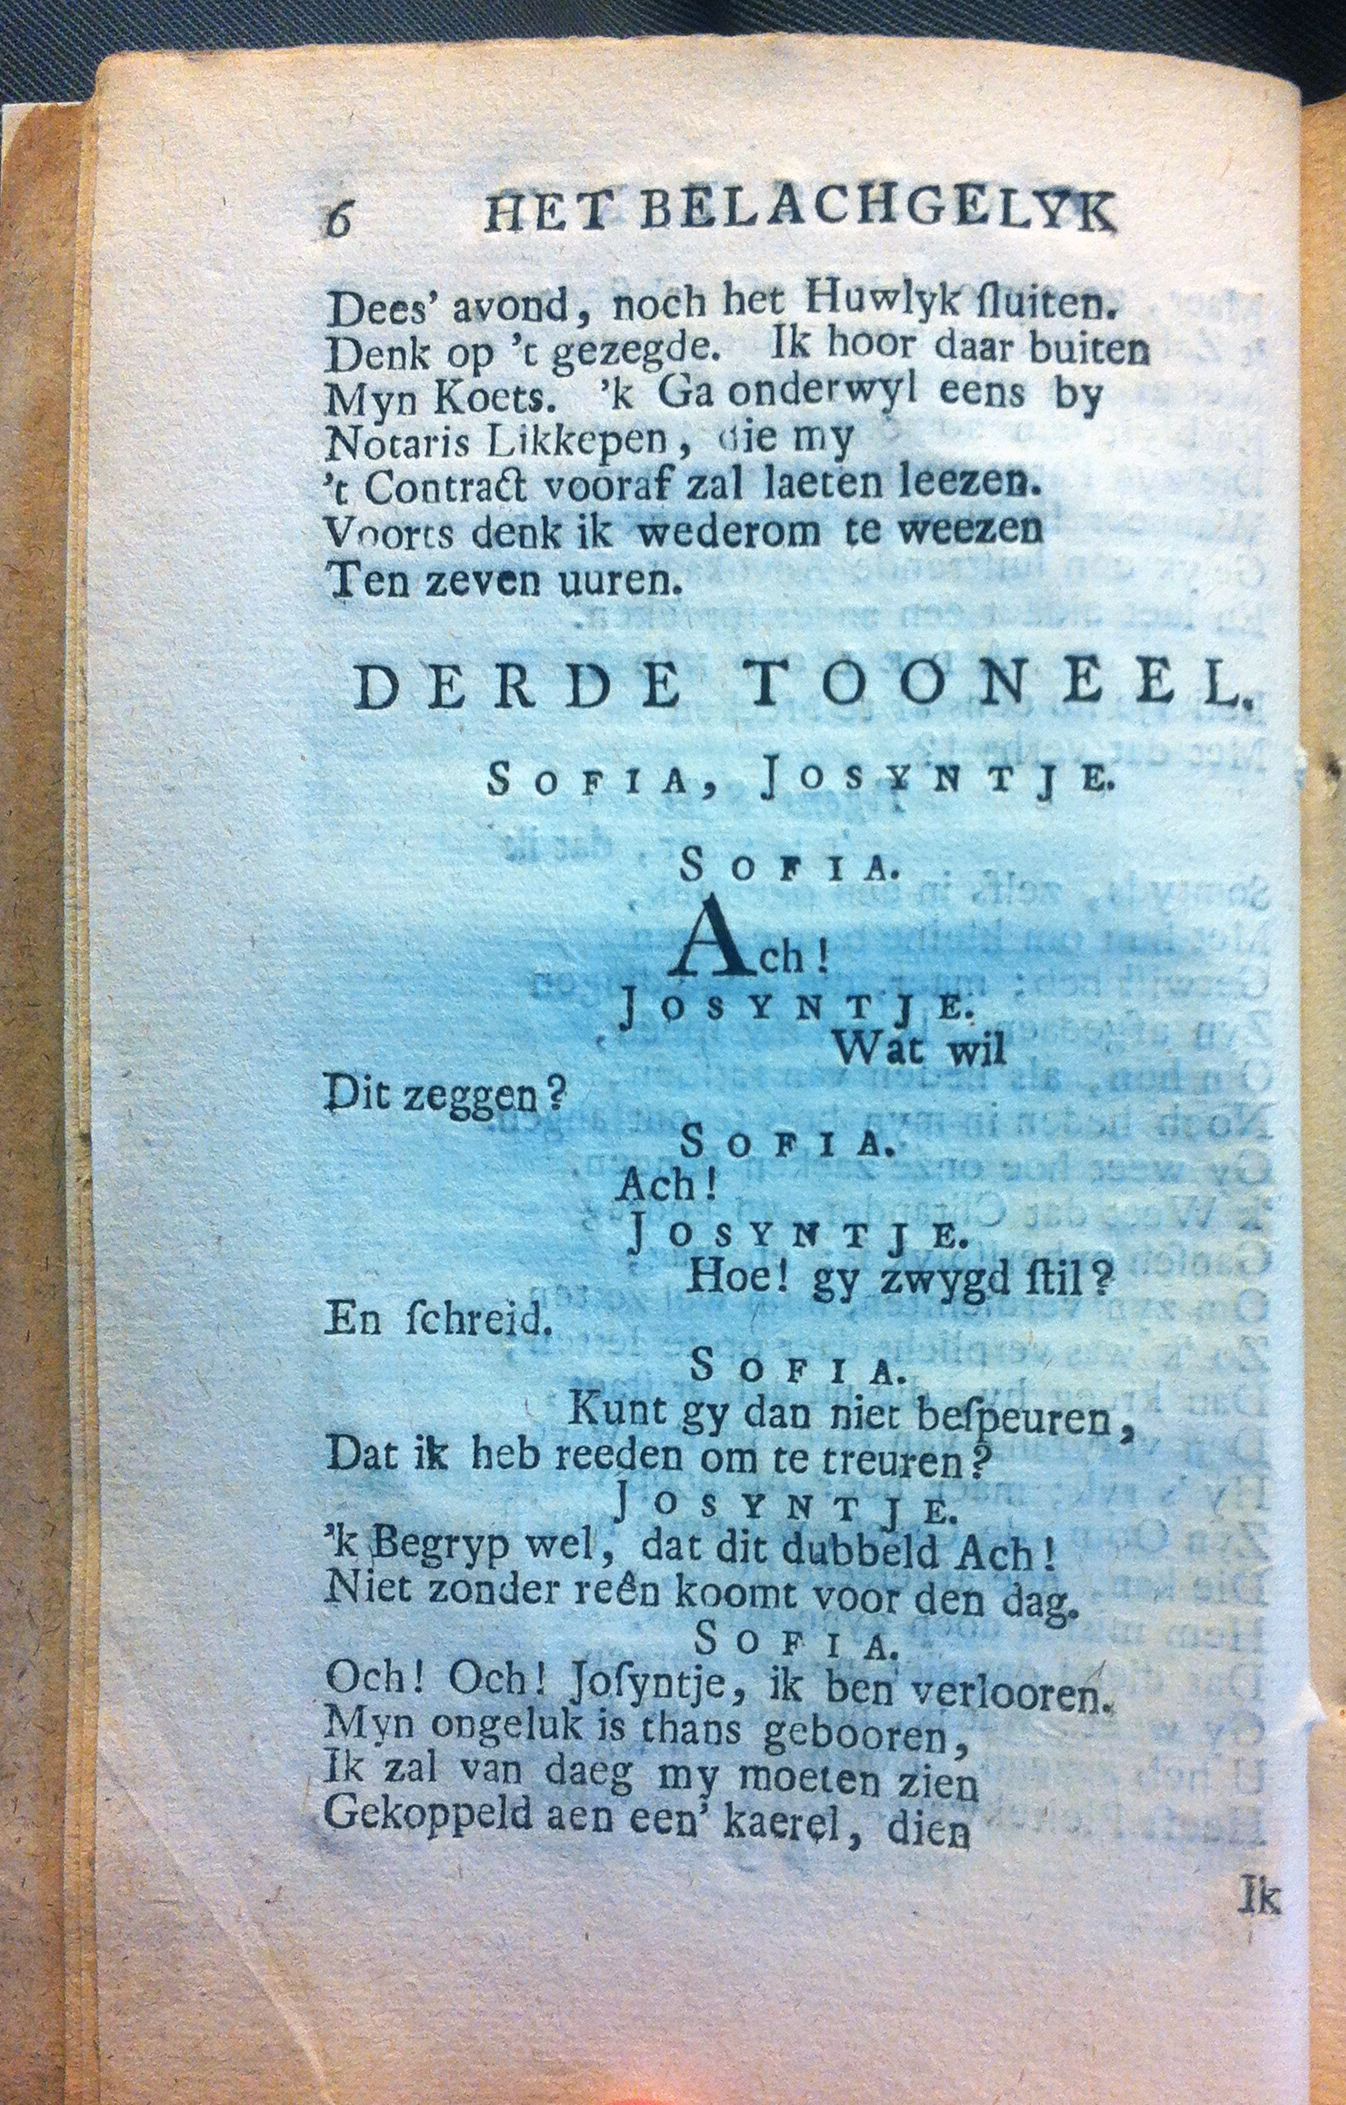 6 HET BELACHGELYK
Dees' avond, noch het Huwlyk ſluiten.
Denk op 't gezegde. Ik hoor daar buiten
Myn Koets. 'k Ga onderwyl eens by
Notaris Likkepen, die my
't Contract vooraf zal laeten leezen.
Voorts denk ik wederom te weezen
Ten zeven uuren.
DERDE TOONEEL.
SOFIA, JOSYNTJE.
SOFIA.
Ach!
JOSYNTJE.
Wat wil
Dit zeggen?
SOFIA.
Ach!
JOSYNTJE.
Hoe! gy zwygd ſtil?
En ſchreid.
SOFIA.
Kunt gy dan niet beſpeuren,
Dat ik heb reeden om te treuren?
JOSYNTJE.
'k Begryp wel, dat dit dubbeld Ach!
Niet zonder reên koomt voor den dag.
SOFIA.
Och! Och! Joſyntje, ik ben verlooren.
Myn ongeluk is thans gebooren,
Ik zal van daeg my moeten zien
Gekoppeld aen een' kaerel, dien
Ik